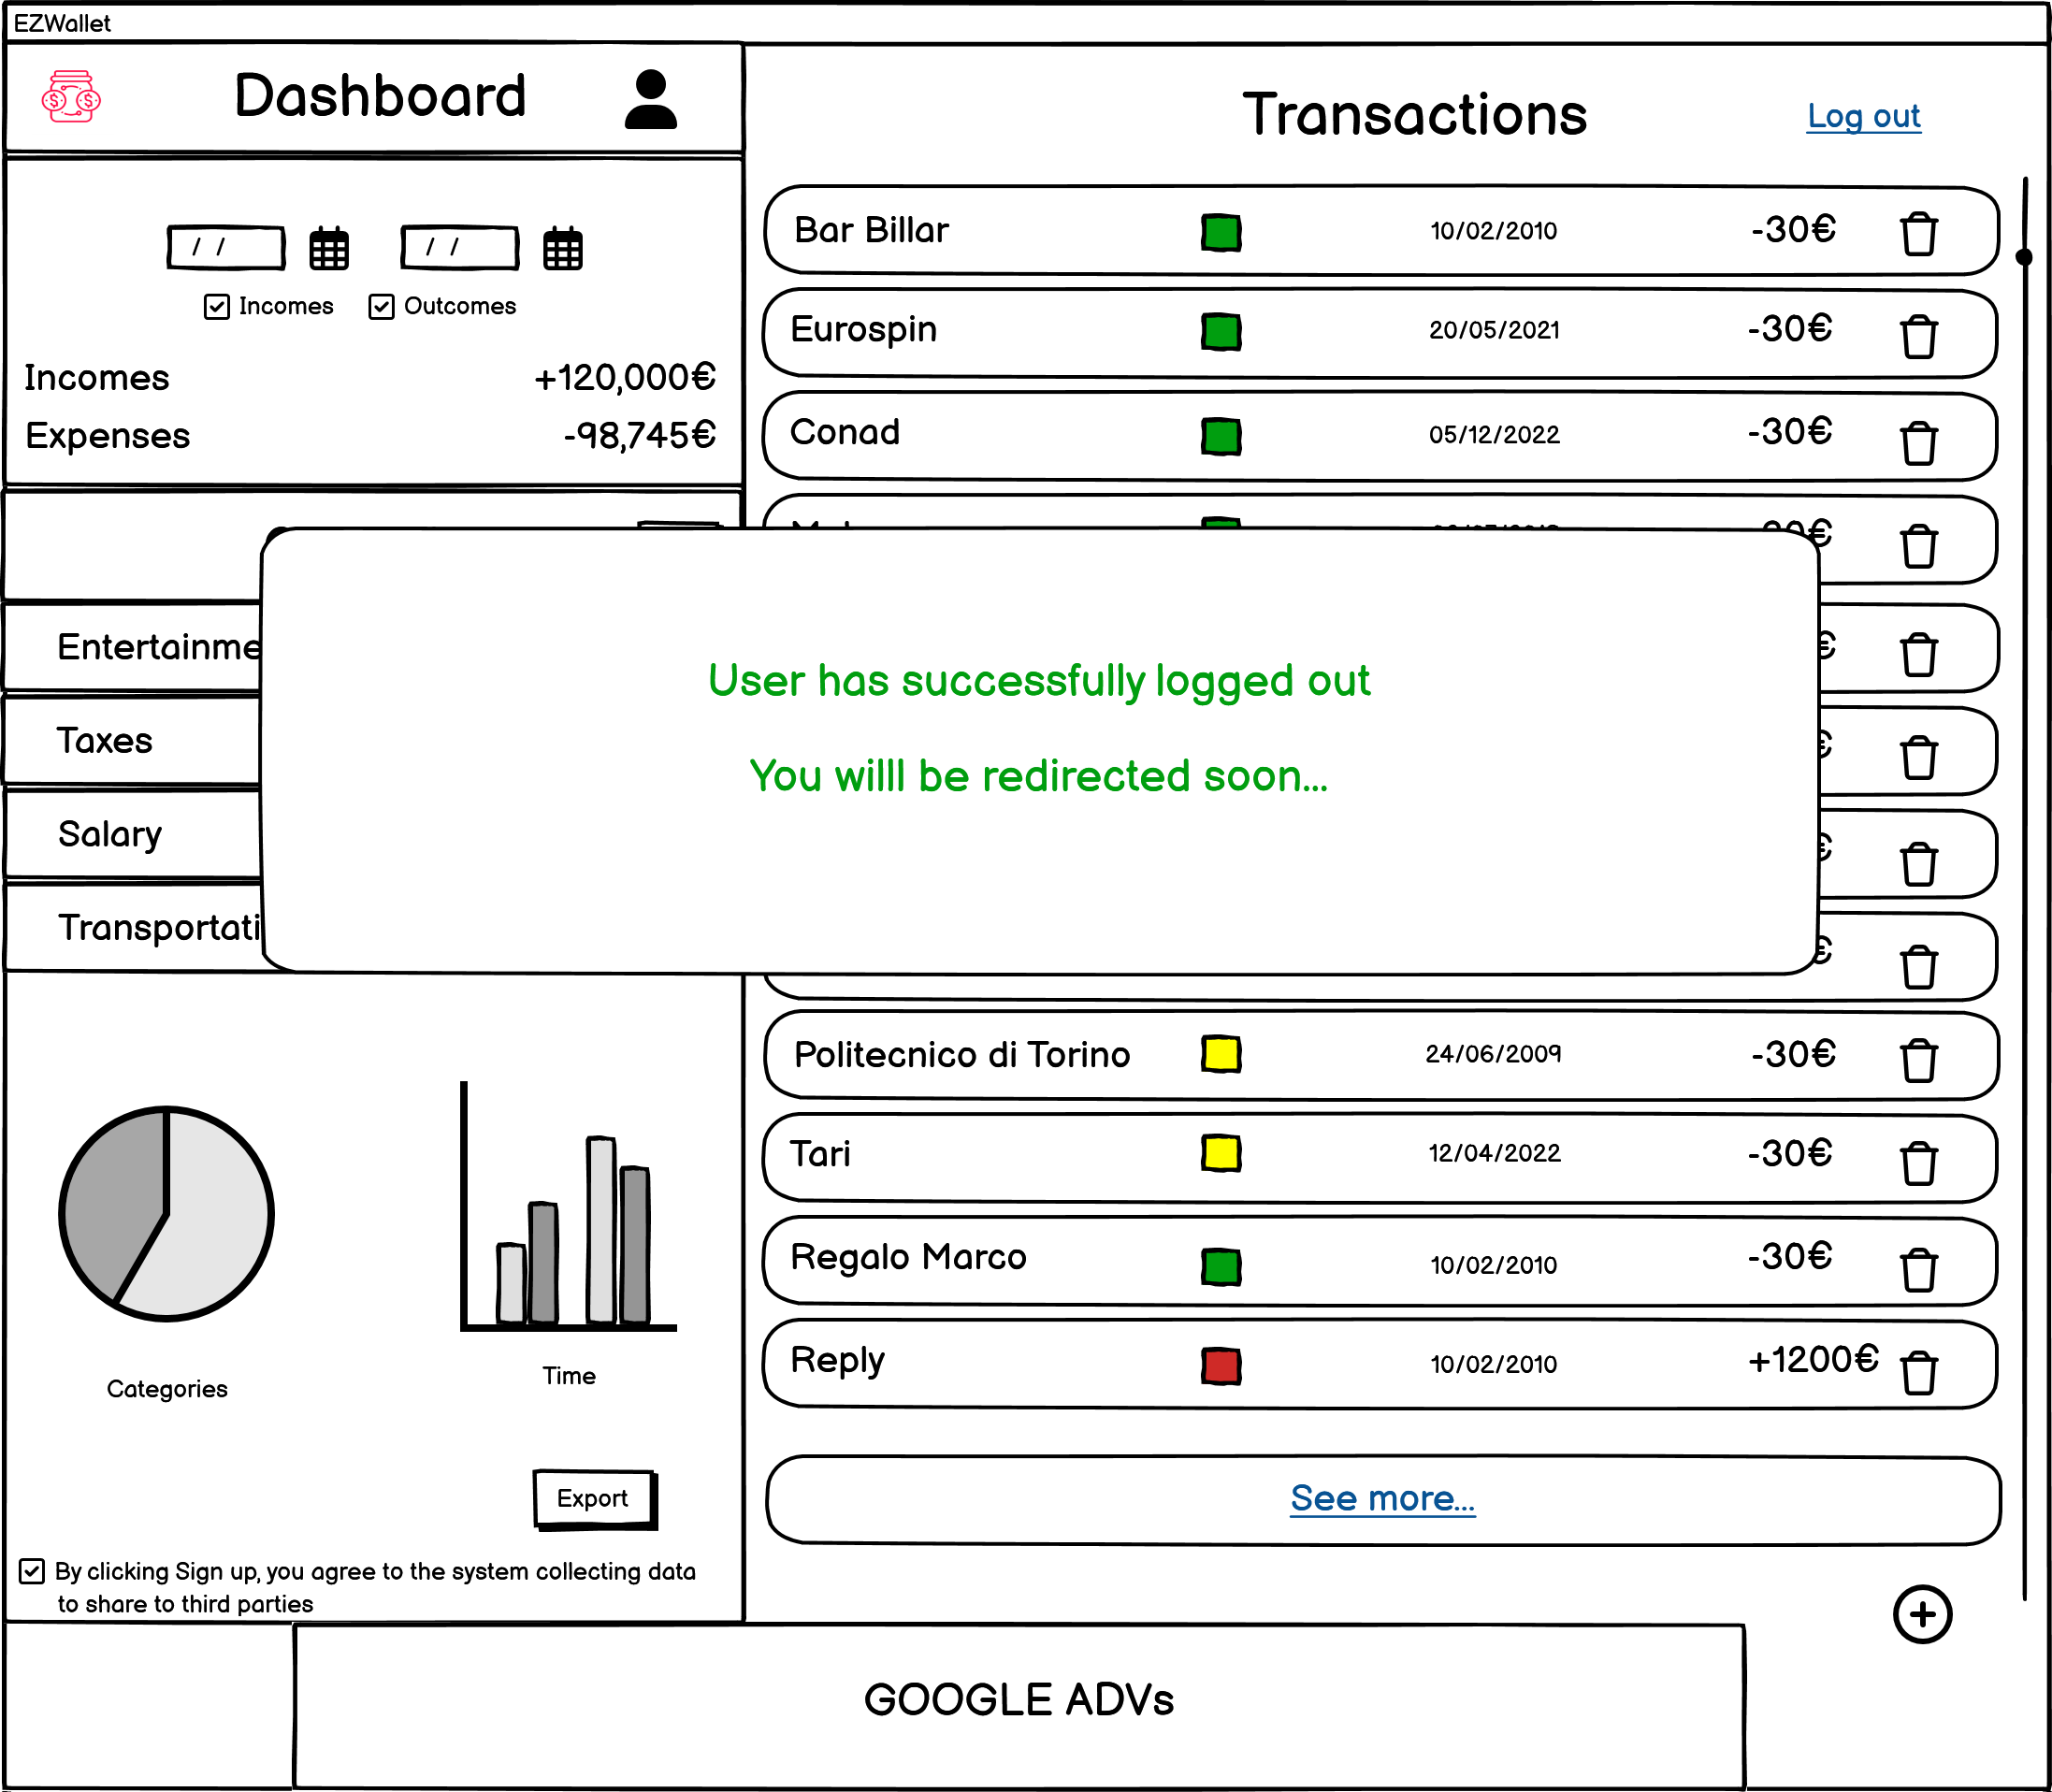 EZWallet
Dashboard
/ /
/ /
Incomes
Outcomes
Incomes +120,000€
Expenses -98,745€
Entertainme
Taxes
Salary
Transportati
Categories
Time
Export
By clicking Sign up, you agree to the system collecting data
to share to third parties
Transactions
Log out
Bar Billar 10/02/2010 -30€
Eurospin 20/05/2021 -30€
Conad 05/12/2022 -30€
User has successfully logged out
You willl be redirected soon...
Politecnico di Torino 24/06/2009 -30€
Tari 12/04/2022 -30€
Regalo Marco 10/02/2010 -30€
Reply 10/02/2010 +1200€
See more...
GOOGLE ADVs